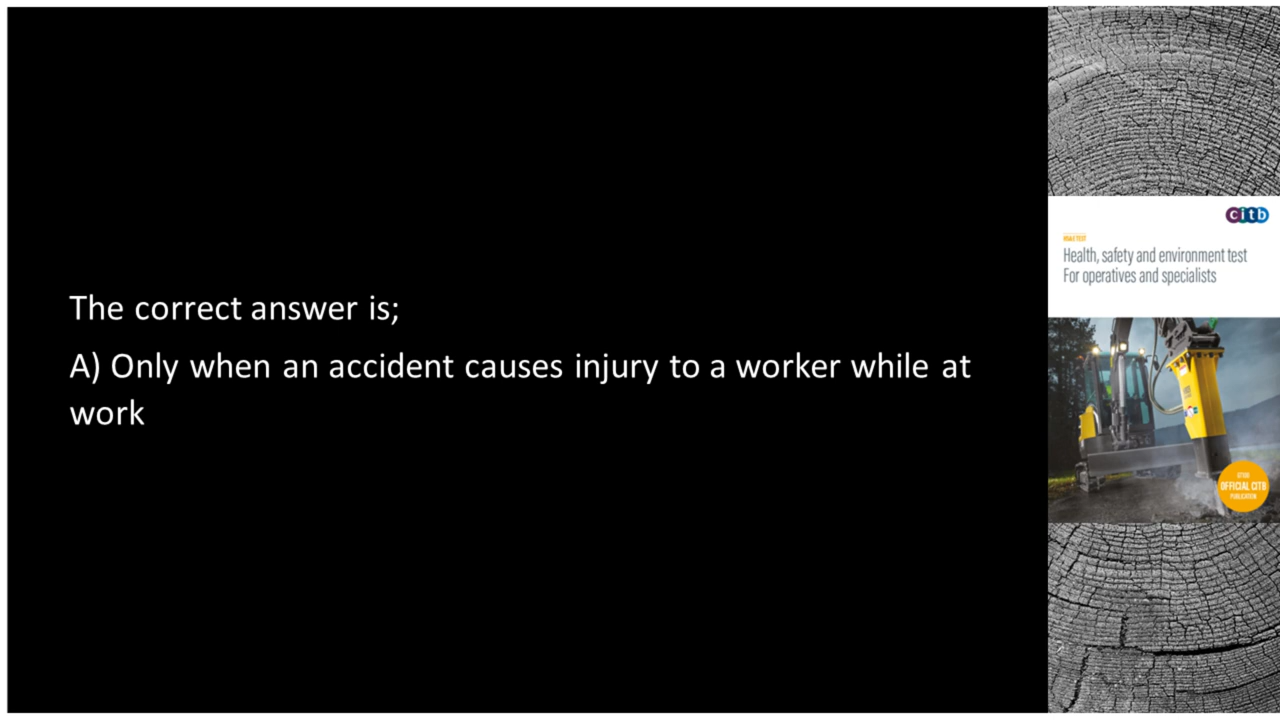 The correct answer is;
A) Only when an accident causes injury to a worker while at
work
citb
Health, safety and environment test
For operatives and specialists
OFFICIAL CITB
PUBLICATION